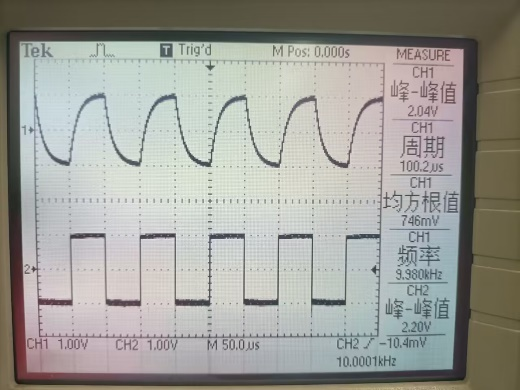 Tek T Trig'd M Pos: 0.000s MEASURE
CH1
峰-峰值
2.04V
CH1
周期
100.2us
CH1
均方根值
746mV
CH1
频率
9.980kHz
CH2
峰-峰值
2.20V
1
2
CH1 1.00V CH2 1.00V M 50.0us CH2 -10.4mV
10.0001kHz